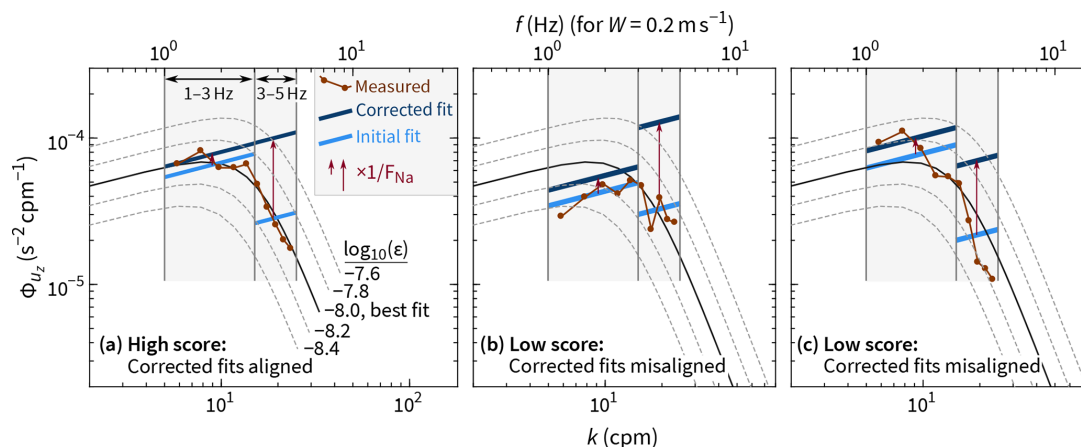 f (Hz) (for W = 0.2 m s⁻¹)
10⁰ 10¹ 10⁰ 10¹ 10⁰ 10¹
1–3 Hz 3–5 Hz
Measured
Corrected fit
Initial fit
×1/F_Na
10⁻⁴
10⁻⁵
Φ_{u_z} (s⁻² cpm⁻¹)
log₁₀(ε)
−7.6
−7.8
−8.0, best fit
−8.2
−8.4
(a) High score:
Corrected fits aligned
(b) Low score:
Corrected fits misaligned
(c) Low score:
Corrected fits misaligned
10¹ 10² 10¹ 10¹
k (cpm)